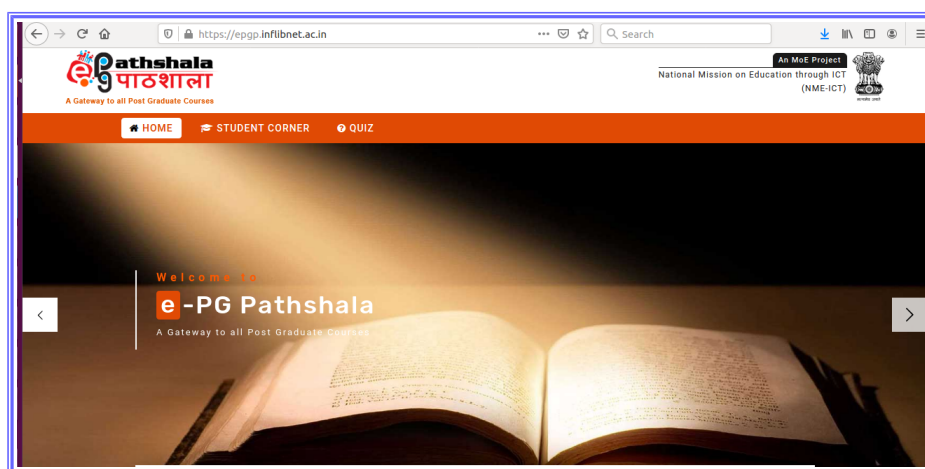 https://epgp.inflibnet.ac.in
Search
e-PG Pathshala
पाठशाला
A Gateway to all Post Graduate Courses
An MoE Project
National Mission on Education through ICT
(NME-ICT)
HOME
STUDENT CORNER
QUIZ
Welcome to
e-PG Pathshala
A Gateway to all Post Graduate Courses